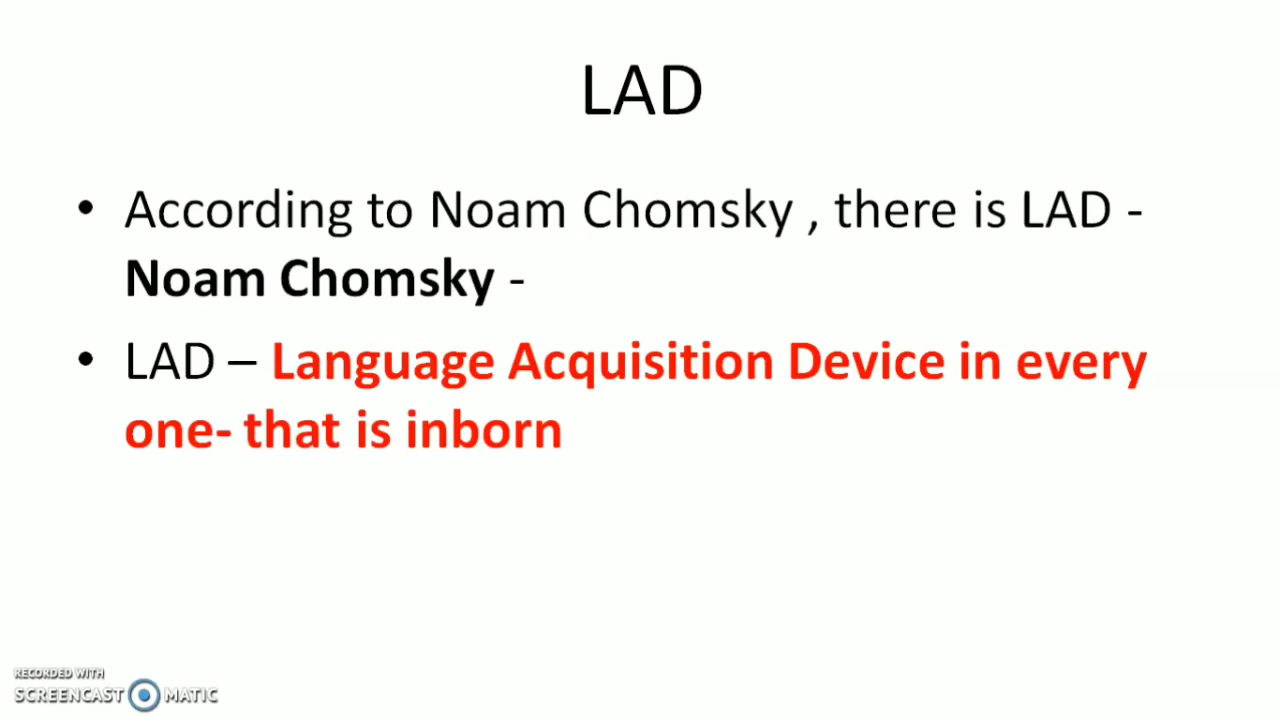 LAD
• According to Noam Chomsky , there is LAD -
Noam Chomsky -
• LAD – Language Acquisition Device in every
one- that is inborn
RECORDED WITH
SCREENCAST MATIC